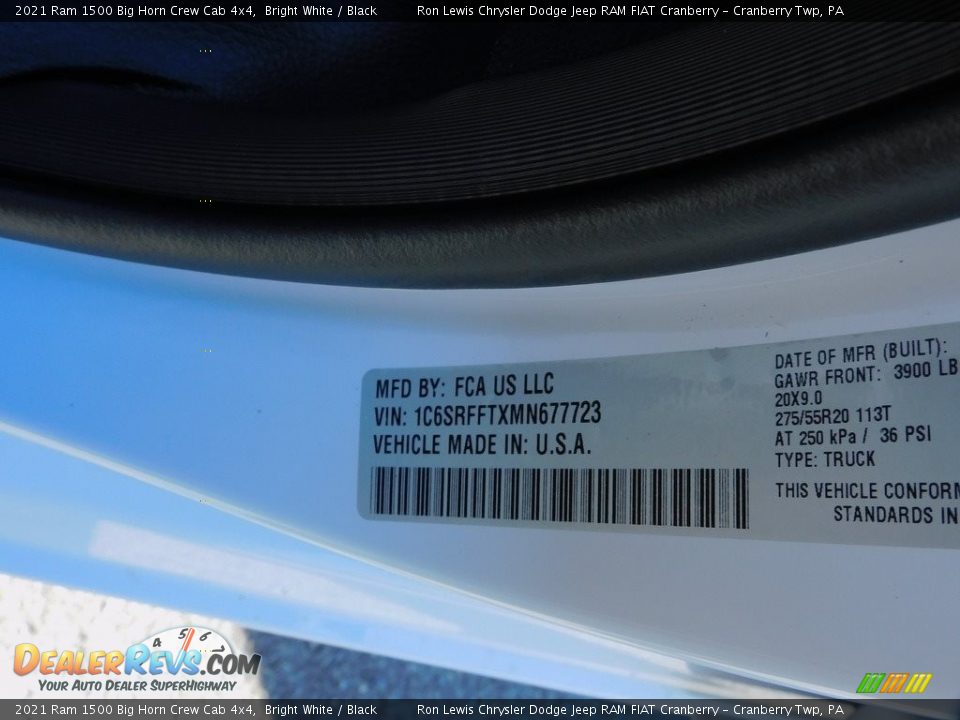 2021 Ram 1500 Big Horn Crew Cab 4x4, Bright White / Black Ron Lewis Chrysler Dodge Jeep RAM FIAT Cranberry – Cranberry Twp, PA
MFD BY: FCA US LLC
VIN: 1C6SRFFTXMN677723
VEHICLE MADE IN: U.S.A.
DATE OF MFR (BUILT):
GAWR FRONT: 3900 LB
20X9.0
275/55R20 113T
AT 250 kPa / 36 PSI
TYPE: TRUCK
THIS VEHICLE CONFORM
STANDARDS IN
4 5 6
DEALERREVS.COM
YOUR AUTO DEALER SUPERHIGHWAY
2021 Ram 1500 Big Horn Crew Cab 4x4, Bright White / Black Ron Lewis Chrysler Dodge Jeep RAM FIAT Cranberry – Cranberry Twp, PA